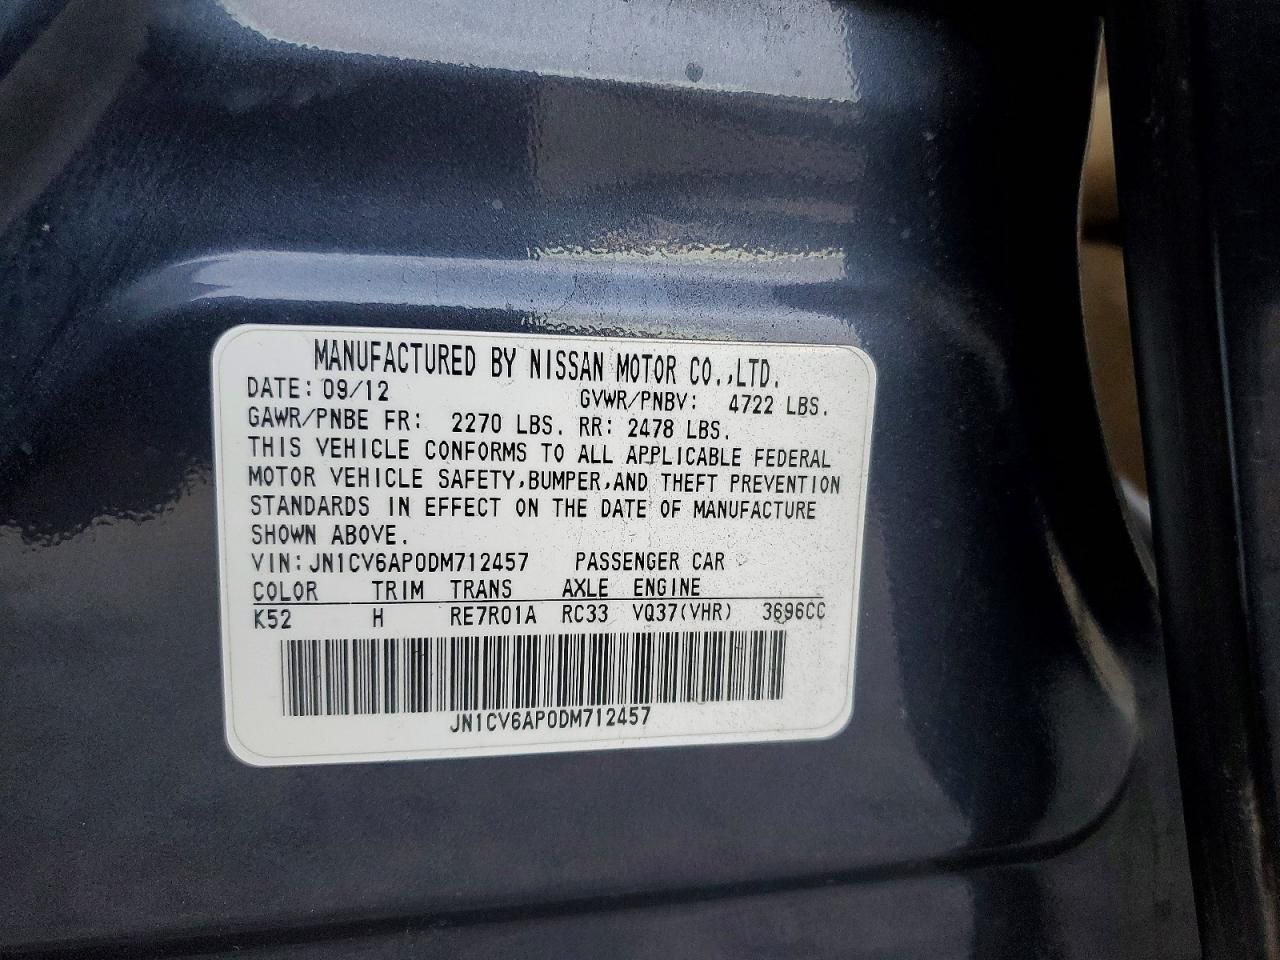 MANUFACTURED BY NISSAN MOTOR CO.,LTD.
DATE: 09/12 GVWR/PNBV: 4722 LBS.
GAWR/PNBE FR: 2270 LBS. RR: 2478 LBS.
THIS VEHICLE CONFORMS TO ALL APPLICABLE FEDERAL
MOTOR VEHICLE SAFETY,BUMPER,AND THEFT PREVENTION
STANDARDS IN EFFECT ON THE DATE OF MANUFACTURE
SHOWN ABOVE.
VIN:JN1CV6AP0DM712457 PASSENGER CAR
COLOR TRIM TRANS AXLE ENGINE
K52 H RE7R01A RC33 VQ37(VHR) 3696CC
JN1CV6AP0DM712457